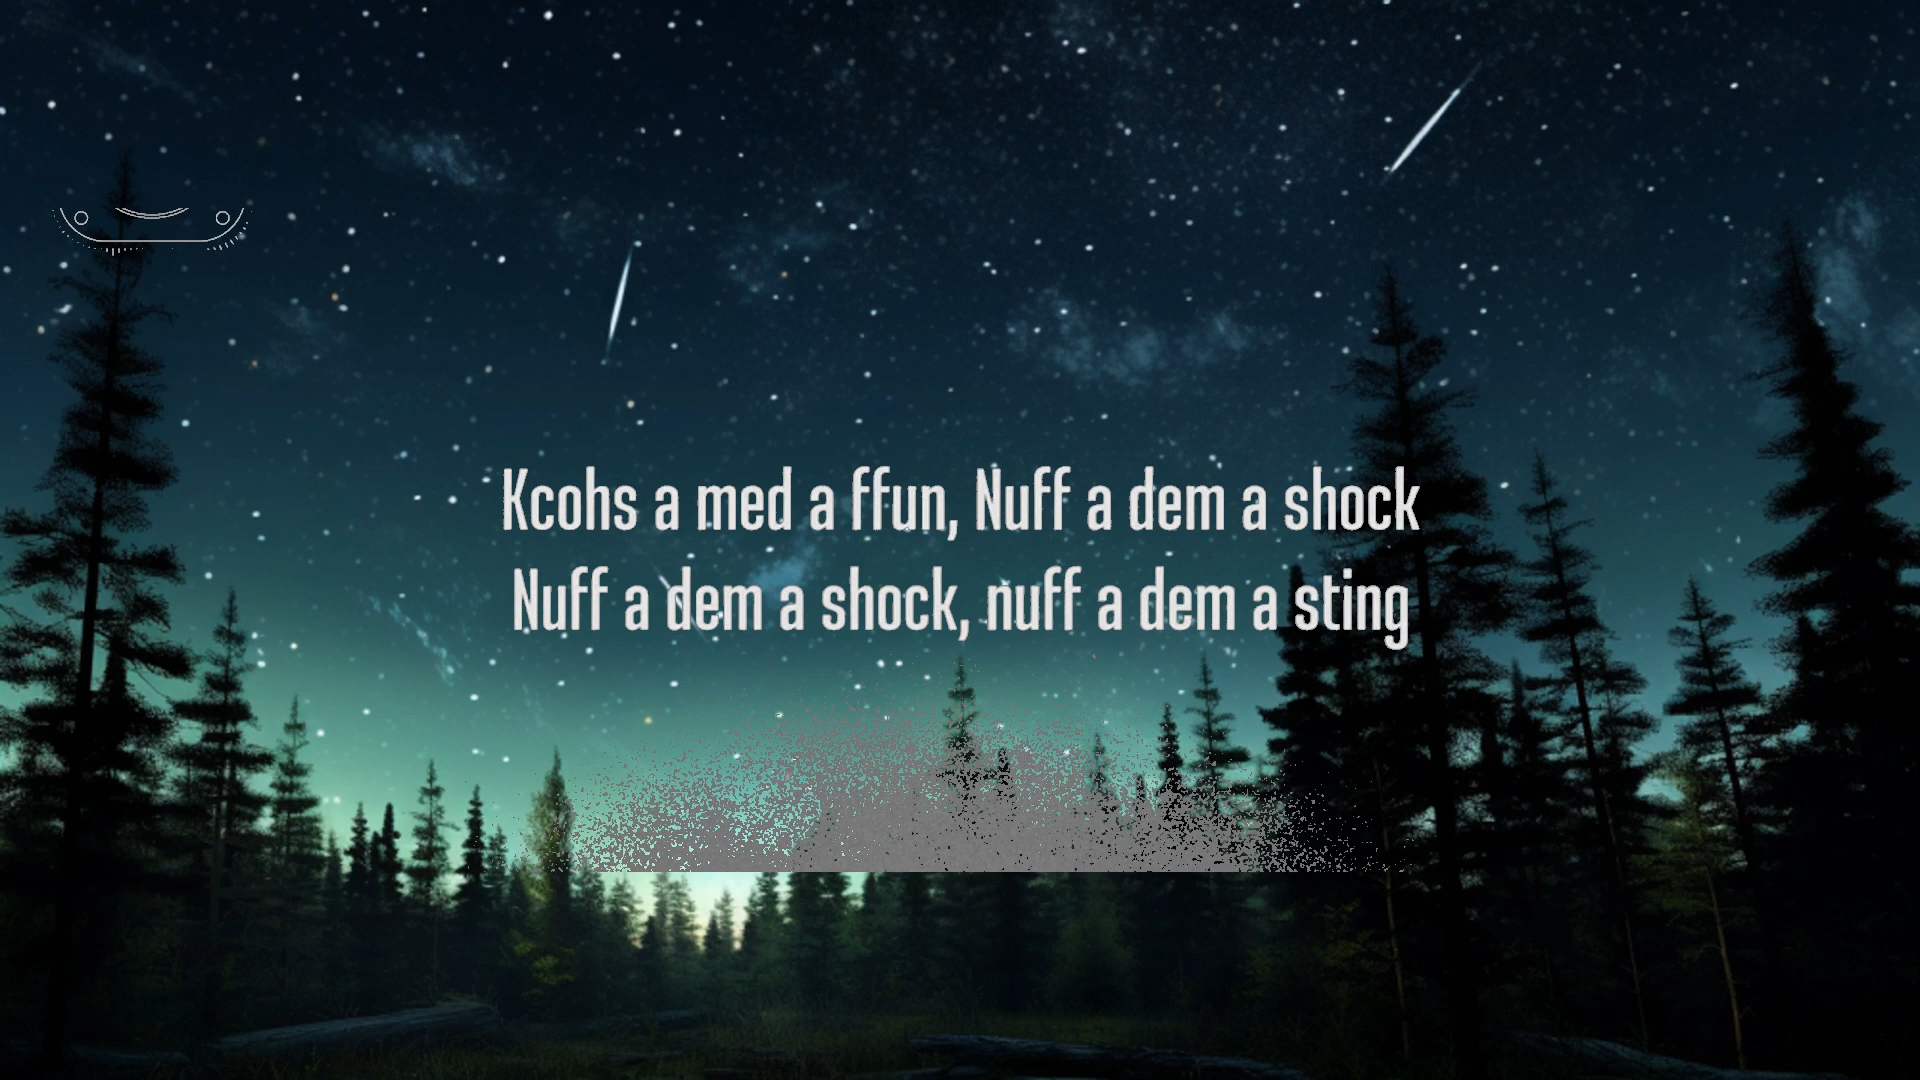 Kcohs a med a ffun, Nuff a dem a shock
Nuff a dem a shock, nuff a dem a sting